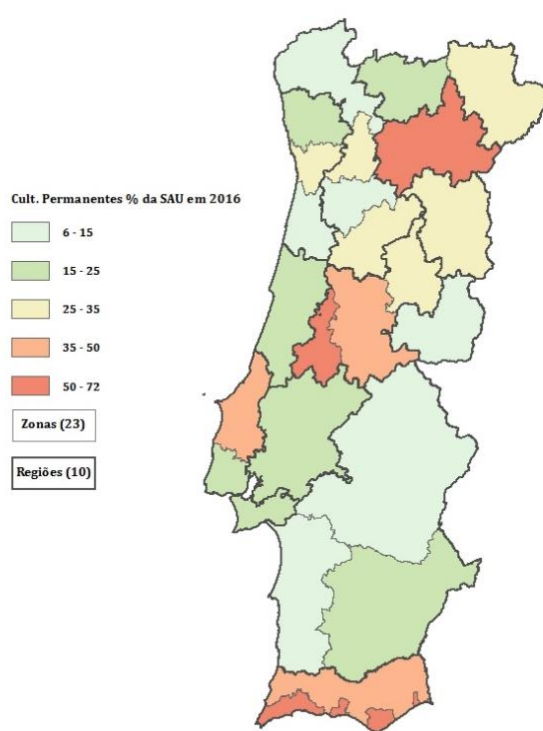 Cult. Permanentes % da SAU em 2016
6 - 15
15 - 25
25 - 35
35 - 50
50 - 72
Zonas (23)
Regiões (10)